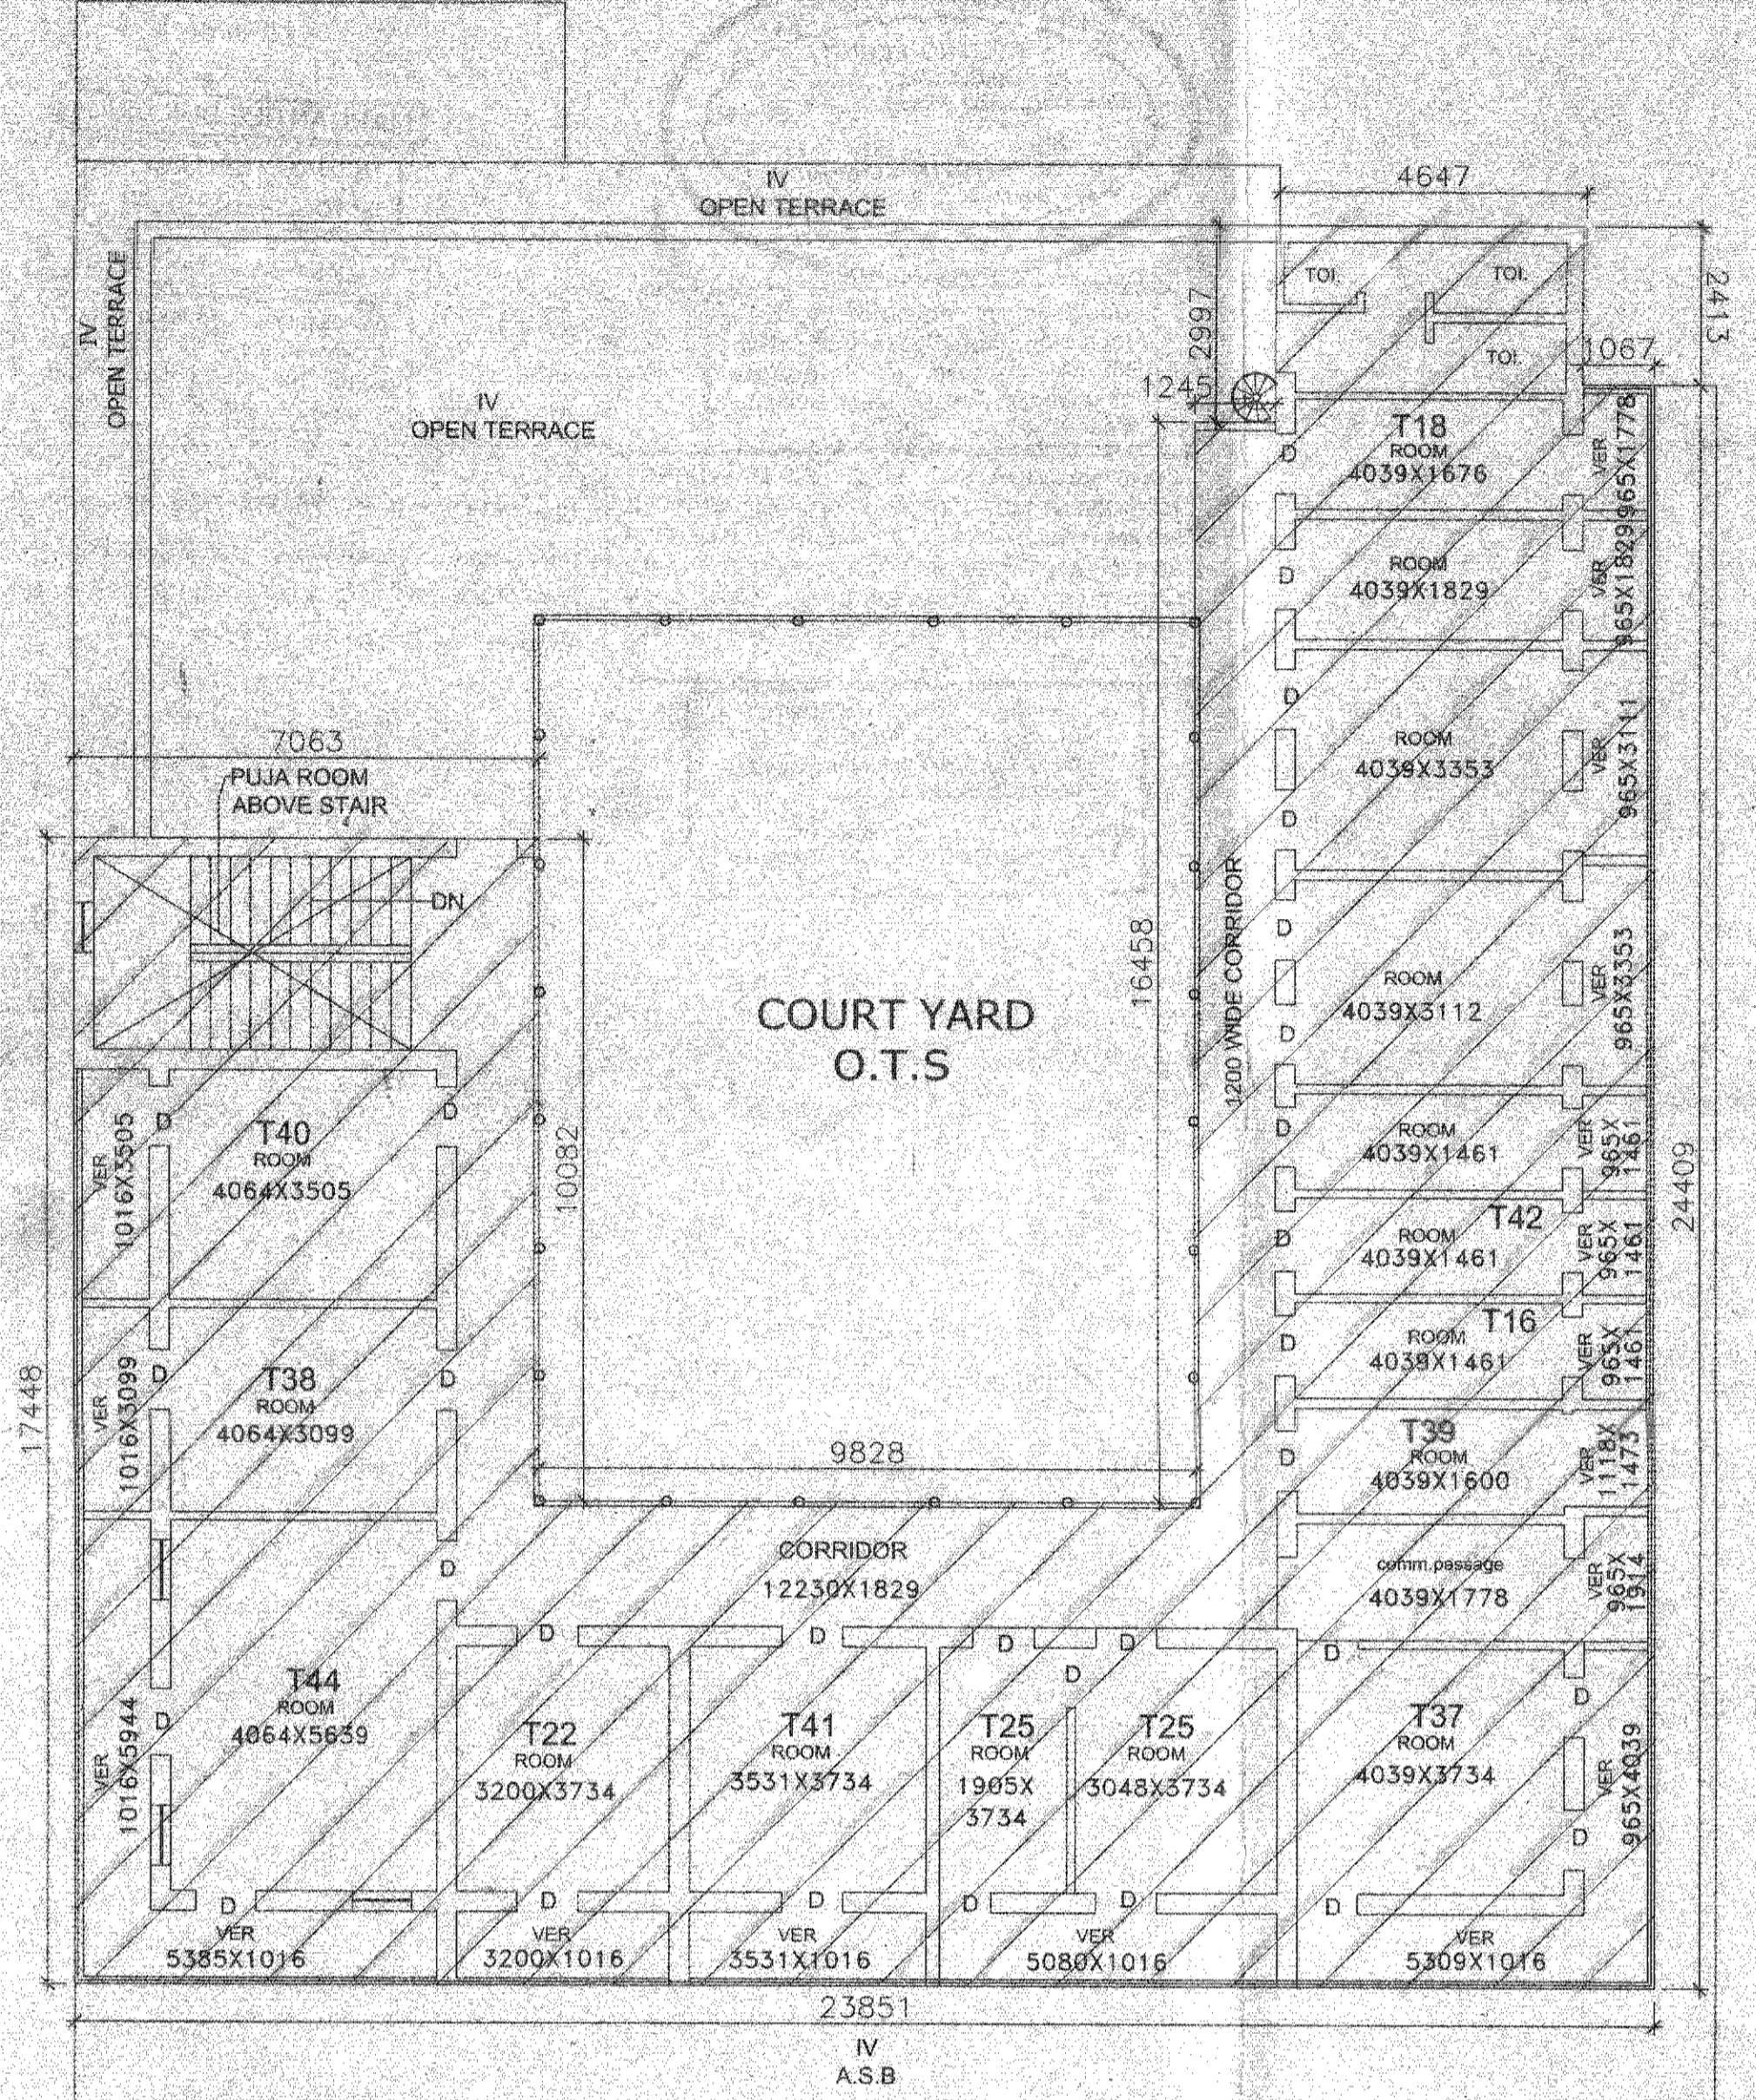 IV
OPEN TERRACE
4647
IV
OPEN TERRACE
2413
2997
TOI.
TOI.
TOI.
1067
1245
IV
OPEN TERRACE
T18
ROOM
4039X1676
VER
965X1778
ROOM
4039X1829
VER
965X1829
7063
PUJA ROOM
ABOVE STAIR
DN
D
D
D
D
ROOM
4039X3353
VER
965X3111
COURT YARD
O.T.S
16458
1200 WIDE CORRIDOR
D
D
ROOM
4039X3112
VER
965X3353
24409
10082
17448
VER
1016X3505
D
T40
ROOM
4064X3505
D
D
ROOM
4039X1461
VER
965X
1461
D
T42
ROOM
4039X1461
VER
965X
1461
VER
1016X3099
D
T38
ROOM
4064X3099
D
D
T16
ROOM
4039X1461
VER
965X
1461
9828
D
T39
ROOM
4039X1600
VER
1118X
1473
CORRIDOR
12230X1829
D
comm.passage
4039X1778
VER
965X
1914
D
D
D
D
D
D
VER
1016X5944
D
T44
ROOM
4064X5639
T22
ROOM
3200X3734
T41
ROOM
3531X3734
T25
ROOM
1905X
3734
T25
ROOM
3048X3734
T37
ROOM
4039X3734
D
D
VER
965X4039
D
D
D
D
D
D
VER
5385X1016
VER
3200X1016
VER
3531X1016
VER
5080X1016
VER
5309X1016
23851
IV
A.S.B